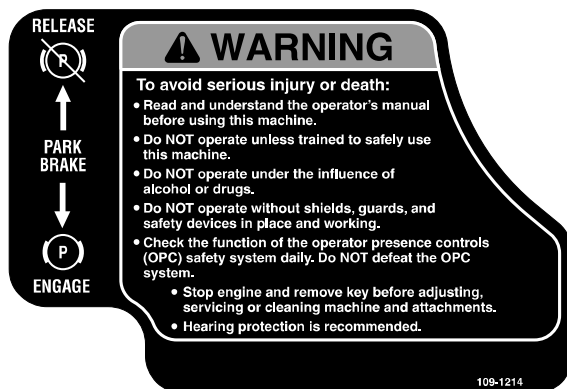 RELEASE
P
PARK
BRAKE
P
ENGAGE
WARNING
To avoid serious injury or death:
• Read and understand the operator's manual
before using this machine.
• Do NOT operate unless trained to safely use
this machine.
• Do NOT operate under the influence of
alcohol or drugs.
• Do NOT operate without shields, guards, and
safety devices in place and working.
• Check the function of the operator presence controls
(OPC) safety system daily. Do NOT defeat the OPC
system.
• Stop engine and remove key before adjusting,
servicing or cleaning machine and attachments.
• Hearing protection is recommended.
109-1214